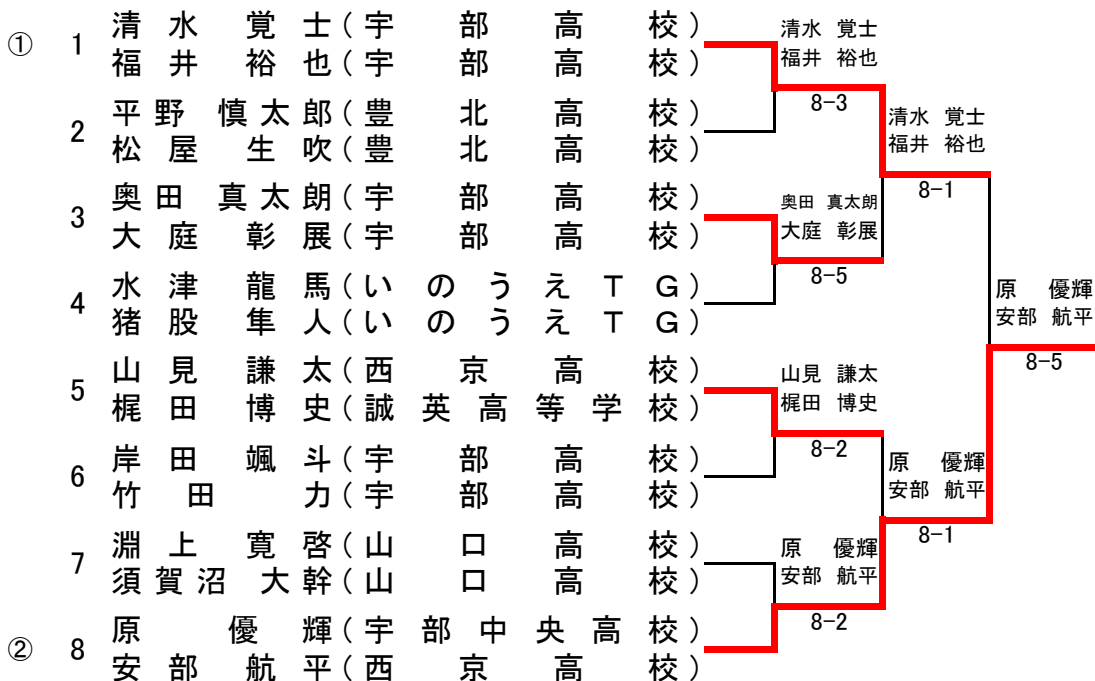 ① 1 清水 覚士(宇部高校)
福井 裕也(宇部高校)
2 平野 慎太郎(豊北高校)
松屋 生吹(豊北高校)
3 奥田 真太朗(宇部高校)
大庭 彰展(宇部高校)
4 水津 龍馬(いのうえTG)
猪股 隼人(いのうえTG)
5 山見 謙太(西京高校)
梶田 博史(誠英高等学校)
6 岸田 颯斗(宇部高校)
竹田 力(宇部高校)
7 淵上 寛啓(山口高校)
須賀沼 大幹(山口高校)
② 8 原 優輝(宇部中央高校)
安部 航平(西京高校)
清水 覚士
福井 裕也
8-3
奥田 真太朗
大庭 彰展
8-5
山見 謙太
梶田 博史
8-2
原 優輝
安部 航平
8-2
清水 覚士
福井 裕也
8-1
原 優輝
安部 航平
8-1
原 優輝
安部 航平
8-5